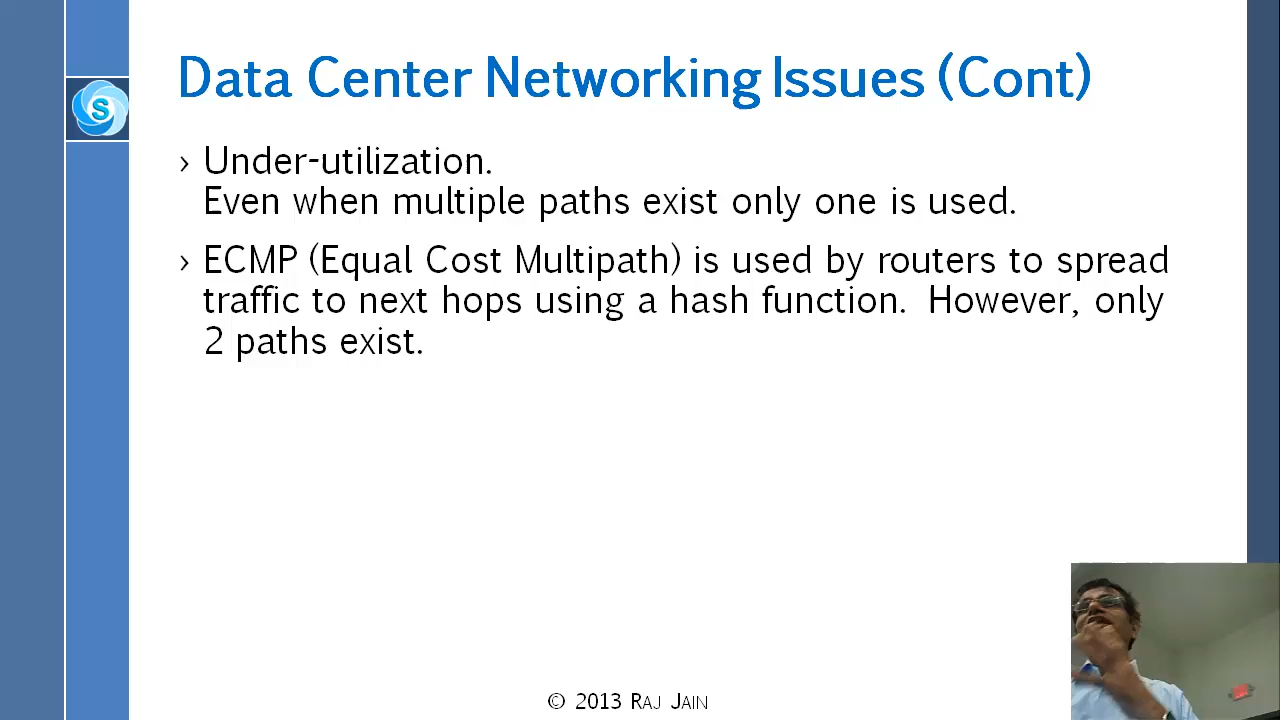 Data Center Networking Issues (Cont)
S
› Under-utilization.
Even when multiple paths exist only one is used.
› ECMP (Equal Cost Multipath) is used by routers to spread
traffic to next hops using a hash function. However, only
2 paths exist.
© 2013 RAJ JAIN